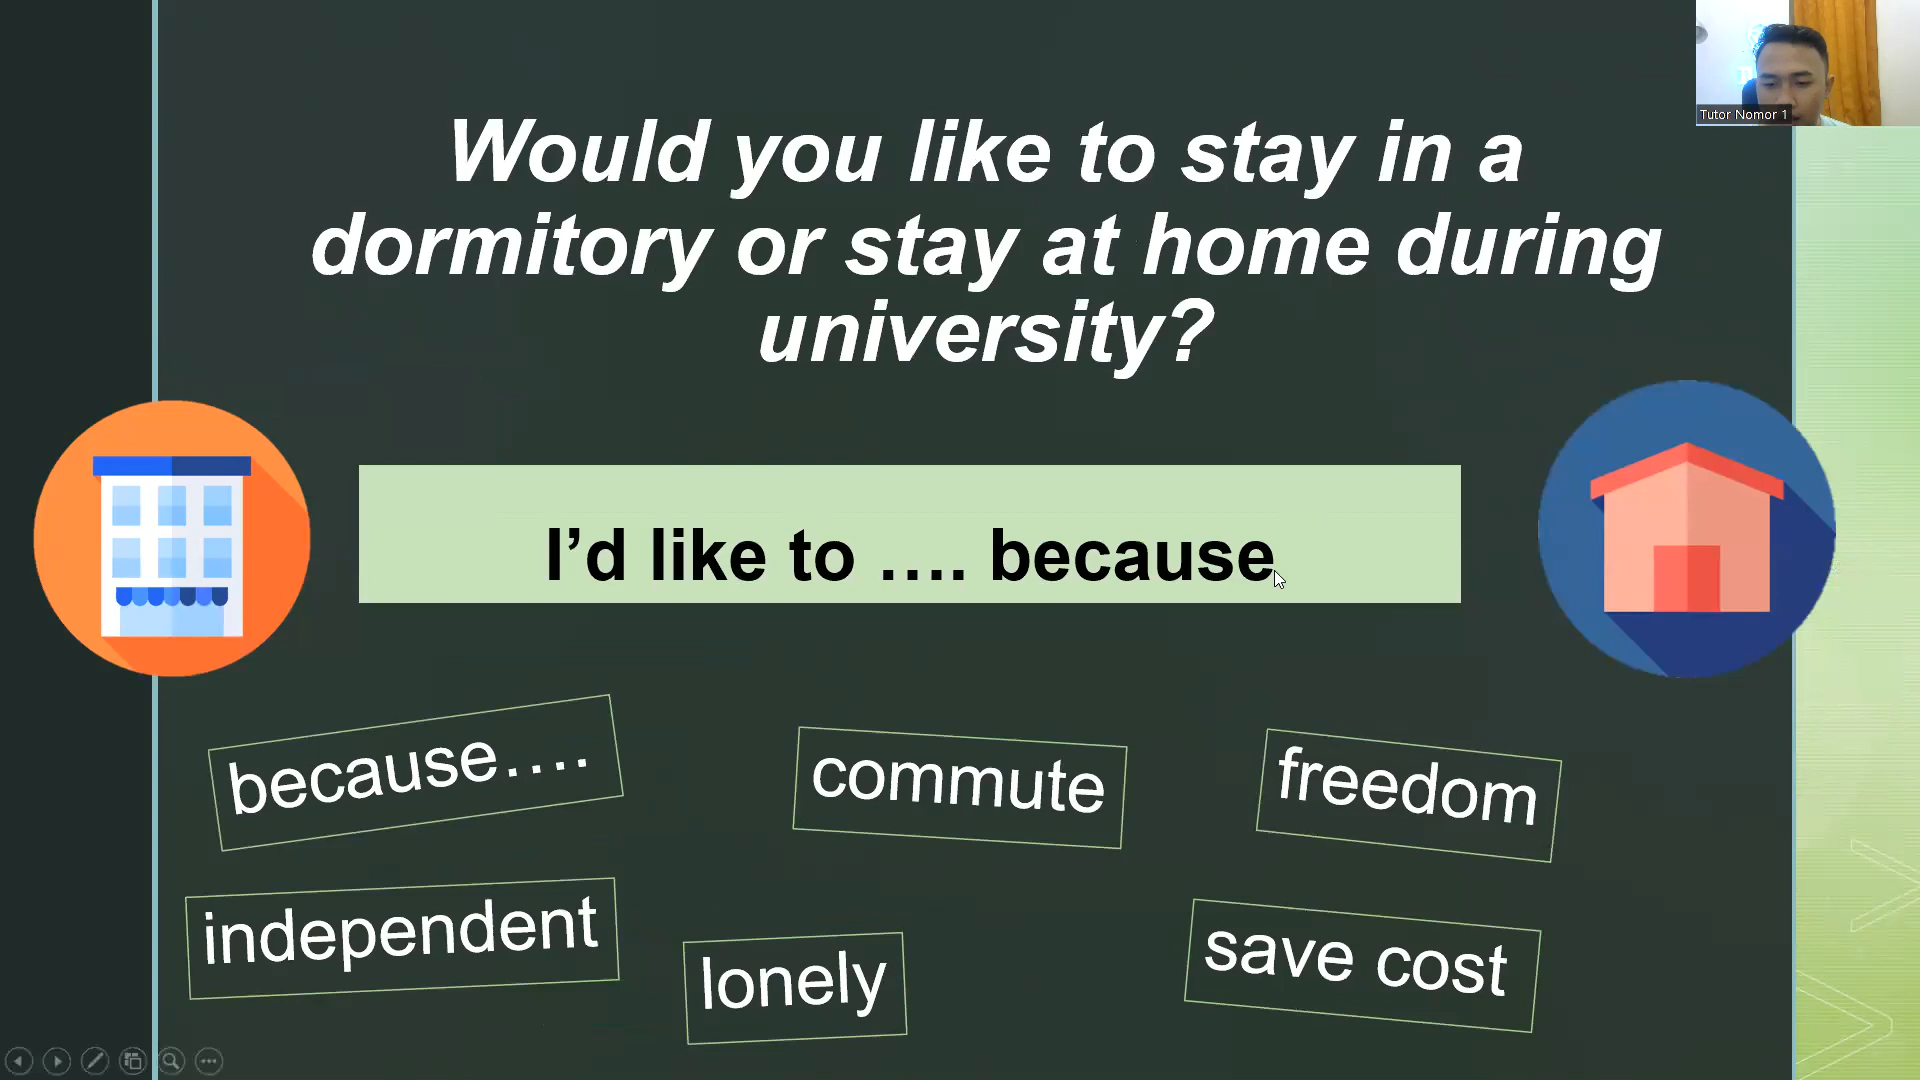 Would you like to stay in a
dormitory or stay at home during
university?
Tutor Nomor 1
I’d like to …. because
because….
commute
freedom
independent
lonely
save cost